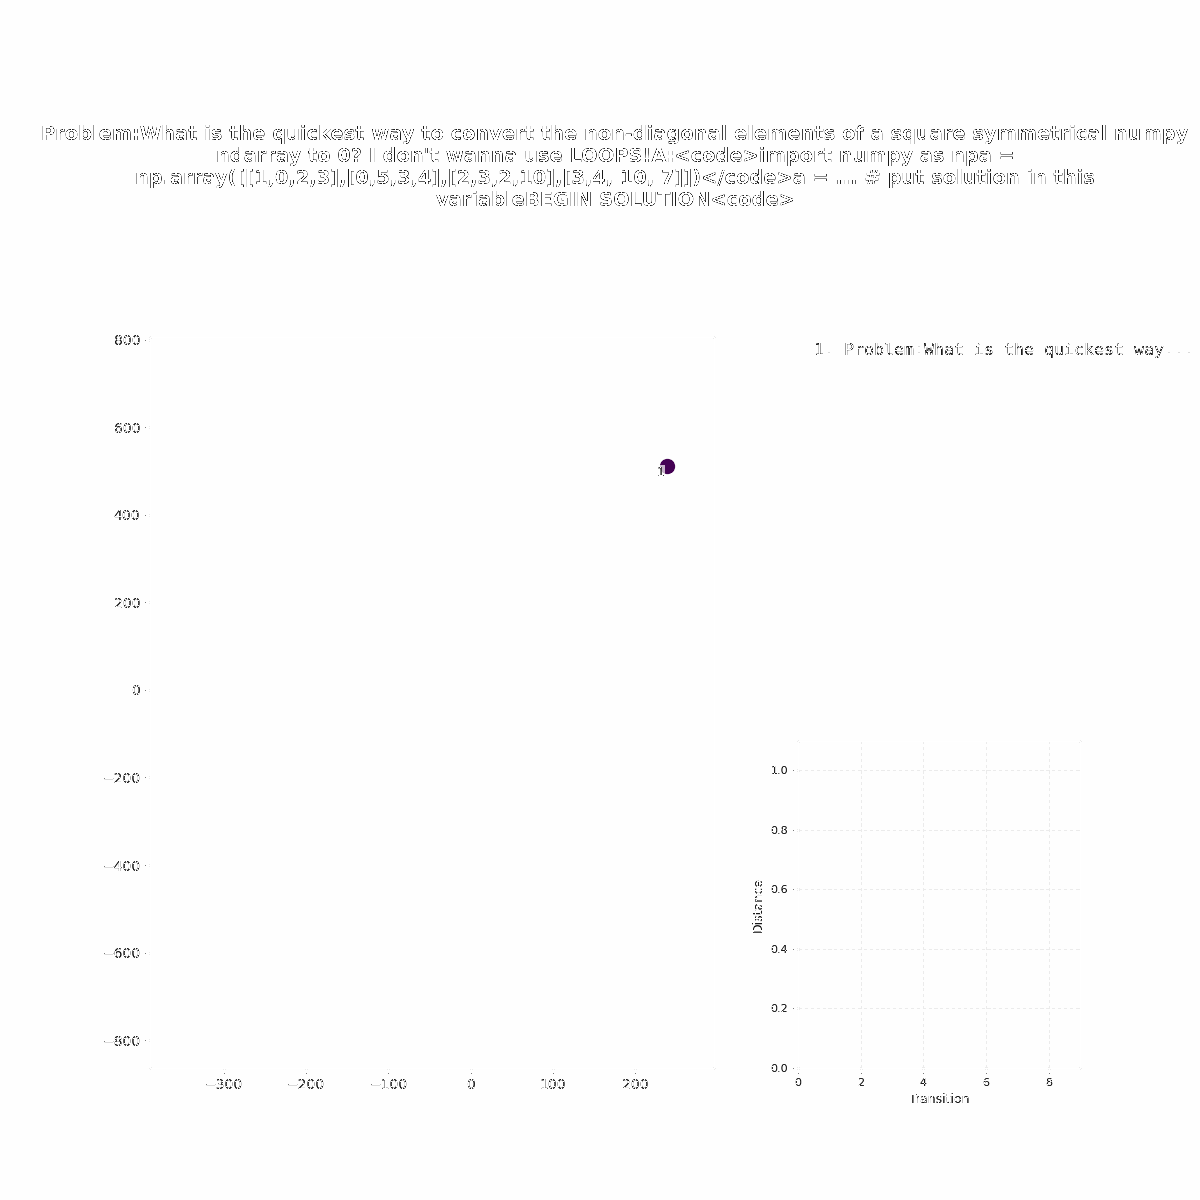 Problem:What is the quickest way to convert the non-diagonal elements of a square symmetrical numpy
ndarray to 0? I don't wanna use LOOPS!A:<code>import numpy as npa =
np.array([[1,0,2,3],[0,5,3,4],[2,3,2,10],[3,4, 10, 7]])</code>a = ... # put solution in this
variableBEGIN SOLUTION<code>
1. Problem:What is the quickest way...
800
600
400
200
0
−200
−400
−600
−800
−300 −200 −100 0 100 200
1
1.0
0.8
0.6
0.4
0.2
0.0
Distance
0 2 4 6 8
Transition